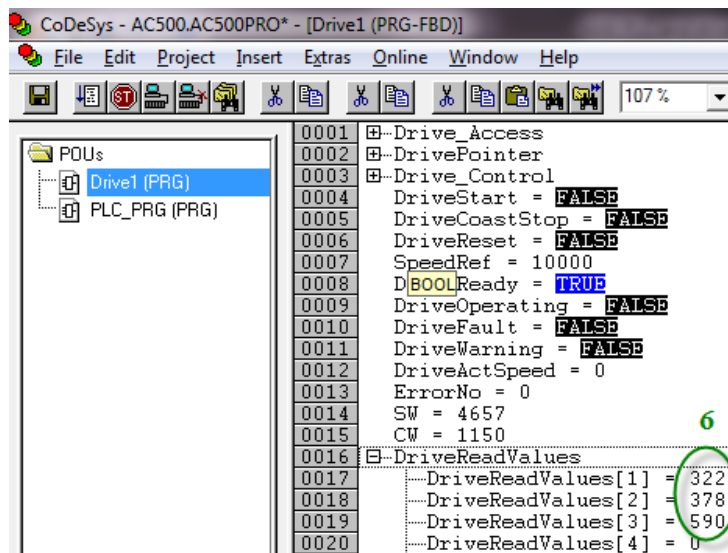 CoDeSys - AC500.AC500PRO* - [Drive1 (PRG-FBD)]
File Edit Project Insert Extras Online Window Help
ST 107 %
POUs
Drive1 (PRG)
PLC_PRG (PRG)
0001 Drive_Access
0002 DrivePointer
0003 Drive_Control
0004 DriveStart = FALSE
0005 DriveCoastStop = FALSE
0006 DriveReset = FALSE
0007 SpeedRef = 10000
0008 D BOOL Ready = TRUE
0009 DriveOperating = FALSE
0010 DriveFault = FALSE
0011 DriveWarning = FALSE
0012 DriveActSpeed = 0
0013 ErrorNo = 0
0014 SW = 4657
0015 CW = 1150
6
0016 DriveReadValues
0017 DriveReadValues[1] = 322
0018 DriveReadValues[2] = 378
0019 DriveReadValues[3] = 590
0020 DriveReadValues[4] = 0